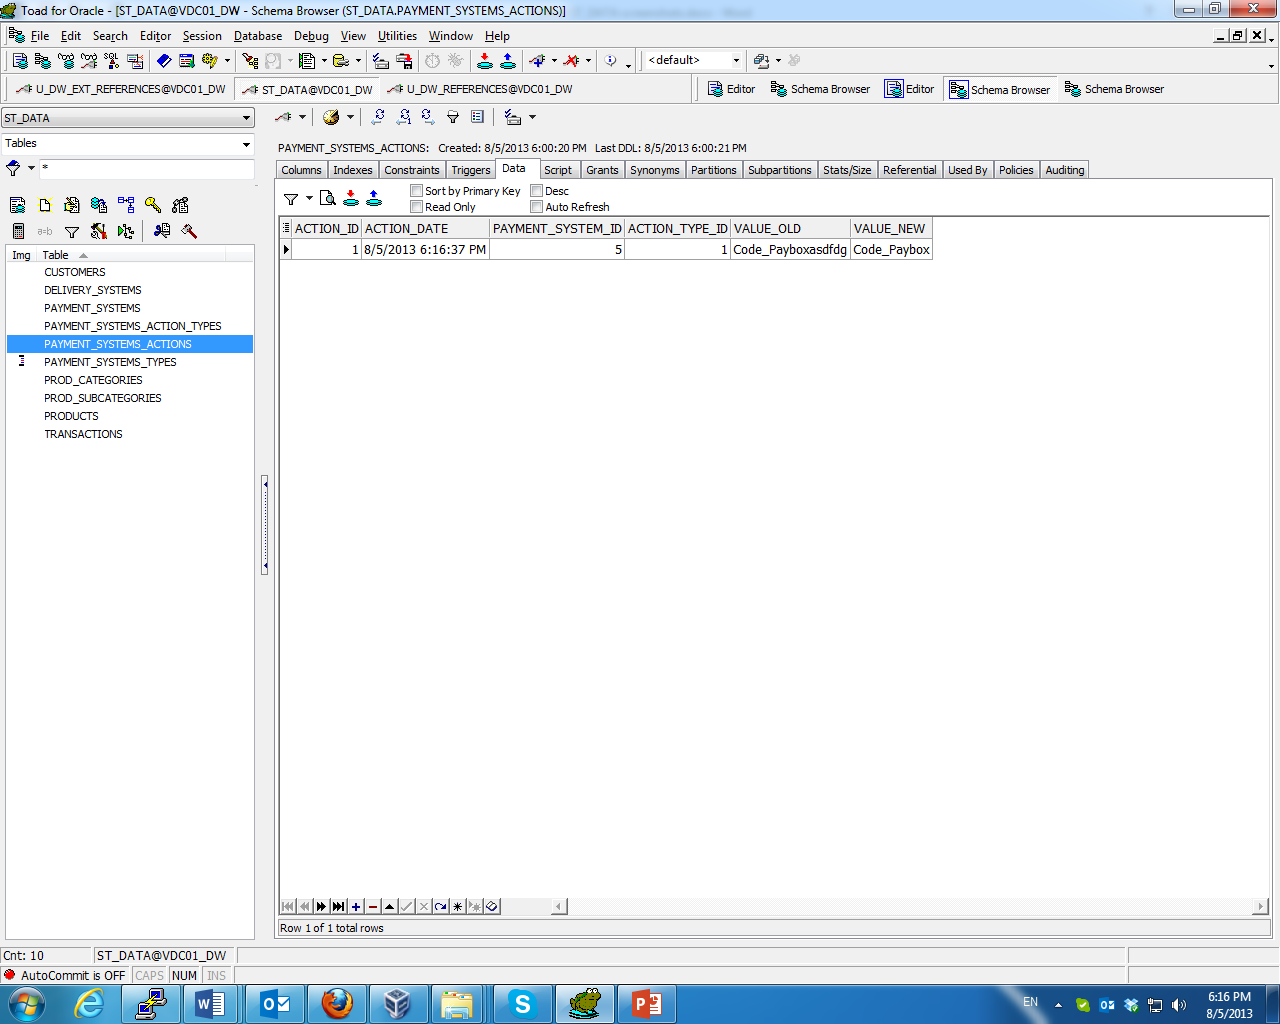 Toad for Oracle - [ST_DATA@VDC01_DW - Schema Browser (ST_DATA.PAYMENT_SYSTEMS_ACTIONS)]
File Edit Search Editor Session Database Debug View Utilities Window Help
<default>
U_DW_EXT_REFERENCES@VDC01_DW ST_DATA@VDC01_DW U_DW_REFERENCES@VDC01_DW Editor Schema Browser Editor Schema Browser Schema Browser
ST_DATA
Tables
*
PAYMENT_SYSTEMS_ACTIONS: Created: 8/5/2013 6:00:20 PM Last DDL: 8/5/2013 6:00:21 PM
Columns Indexes Constraints Triggers Data Script Grants Synonyms Partitions Subpartitions Stats/Size Referential Used By Policies Auditing
Sort by Primary Key Desc
Read Only Auto Refresh
ACTION_ID ACTION_DATE PAYMENT_SYSTEM_ID ACTION_TYPE_ID VALUE_OLD VALUE_NEW
1 8/5/2013 6:16:37 PM 5 1 Code_Payboxasdfdg Code_Paybox
Img Table
CUSTOMERS
DELIVERY_SYSTEMS
PAYMENT_SYSTEMS
PAYMENT_SYSTEMS_ACTION_TYPES
PAYMENT_SYSTEMS_ACTIONS
PAYMENT_SYSTEMS_TYPES
PROD_CATEGORIES
PROD_SUBCATEGORIES
PRODUCTS
TRANSACTIONS
Row 1 of 1 total rows
Cnt: 10 ST_DATA@VDC01_DW
AutoCommit is OFF CAPS NUM INS
EN 6:16 PM
8/5/2013